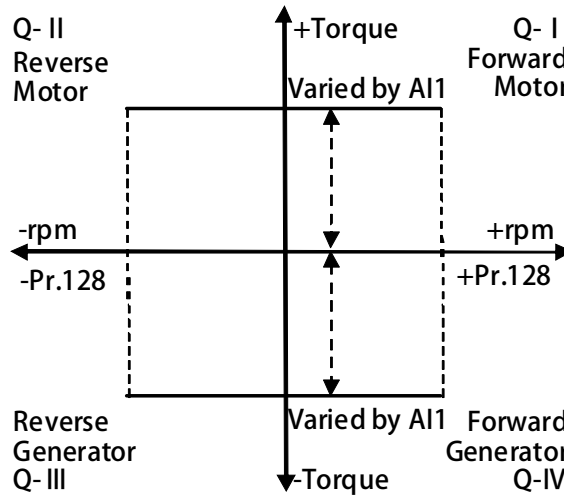 Q- II
Reverse
Motor
+Torque
Q- I
Forward
Motor
Varied by AI1
-rpm
+rpm
-Pr.128
+Pr.128
Reverse
Generator
Q-III
Varied by AI1
-Torque
Forward
Generator
Q-IV